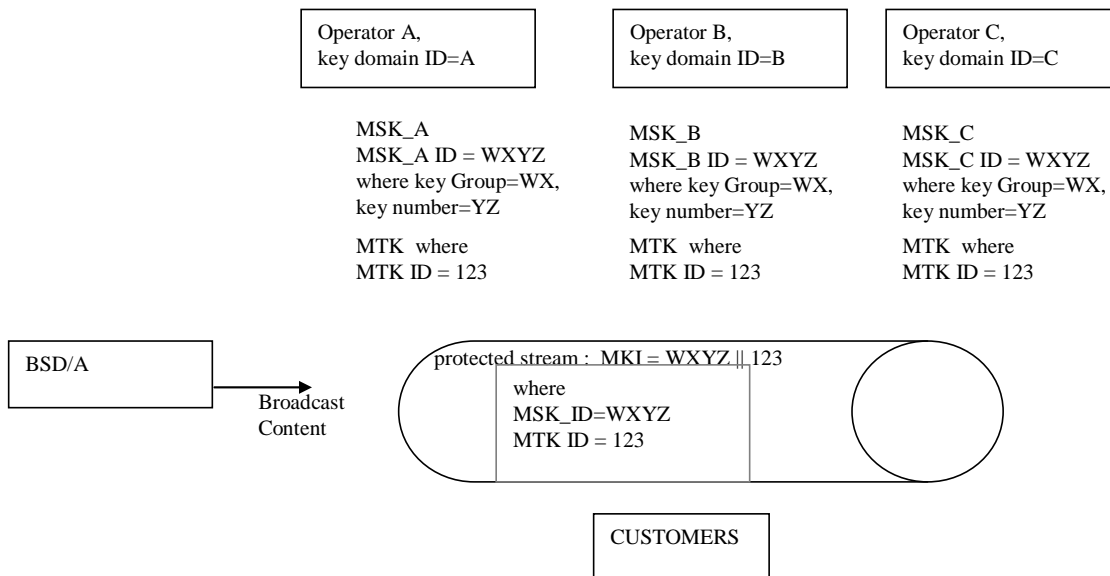 Operator A,
key domain ID=A
Operator B,
key domain ID=B
Operator C,
key domain ID=C
MSK_A
MSK_A ID = WXYZ
where key Group=WX,
key number=YZ
MTK where
MTK ID = 123
MSK_B
MSK_B ID = WXYZ
where key Group=WX,
key number=YZ
MTK where
MTK ID = 123
MSK_C
MSK_C ID = WXYZ
where key Group=WX,
key number=YZ
MTK where
MTK ID = 123
BSD/A
Broadcast
Content
protected stream : MKI = WXYZ || 123
where
MSK_ID=WXYZ
MTK ID = 123
CUSTOMERS